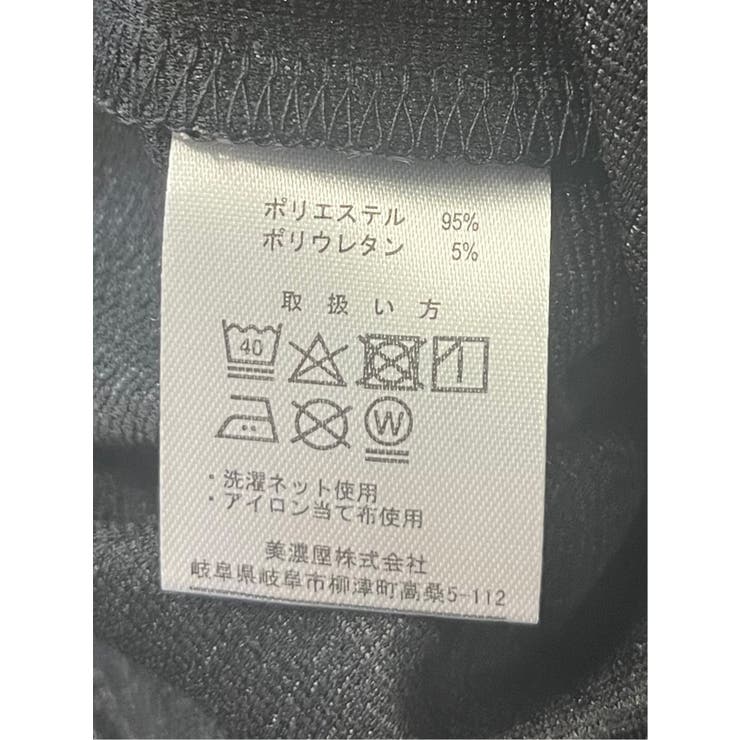 ポリエステル 95%
ポリウレタン 5%
取扱い方
40
W
・洗濯ネット使用
・アイロン当て布使用
美濃屋株式会社
岐阜県岐阜市柳津町高桑5-112